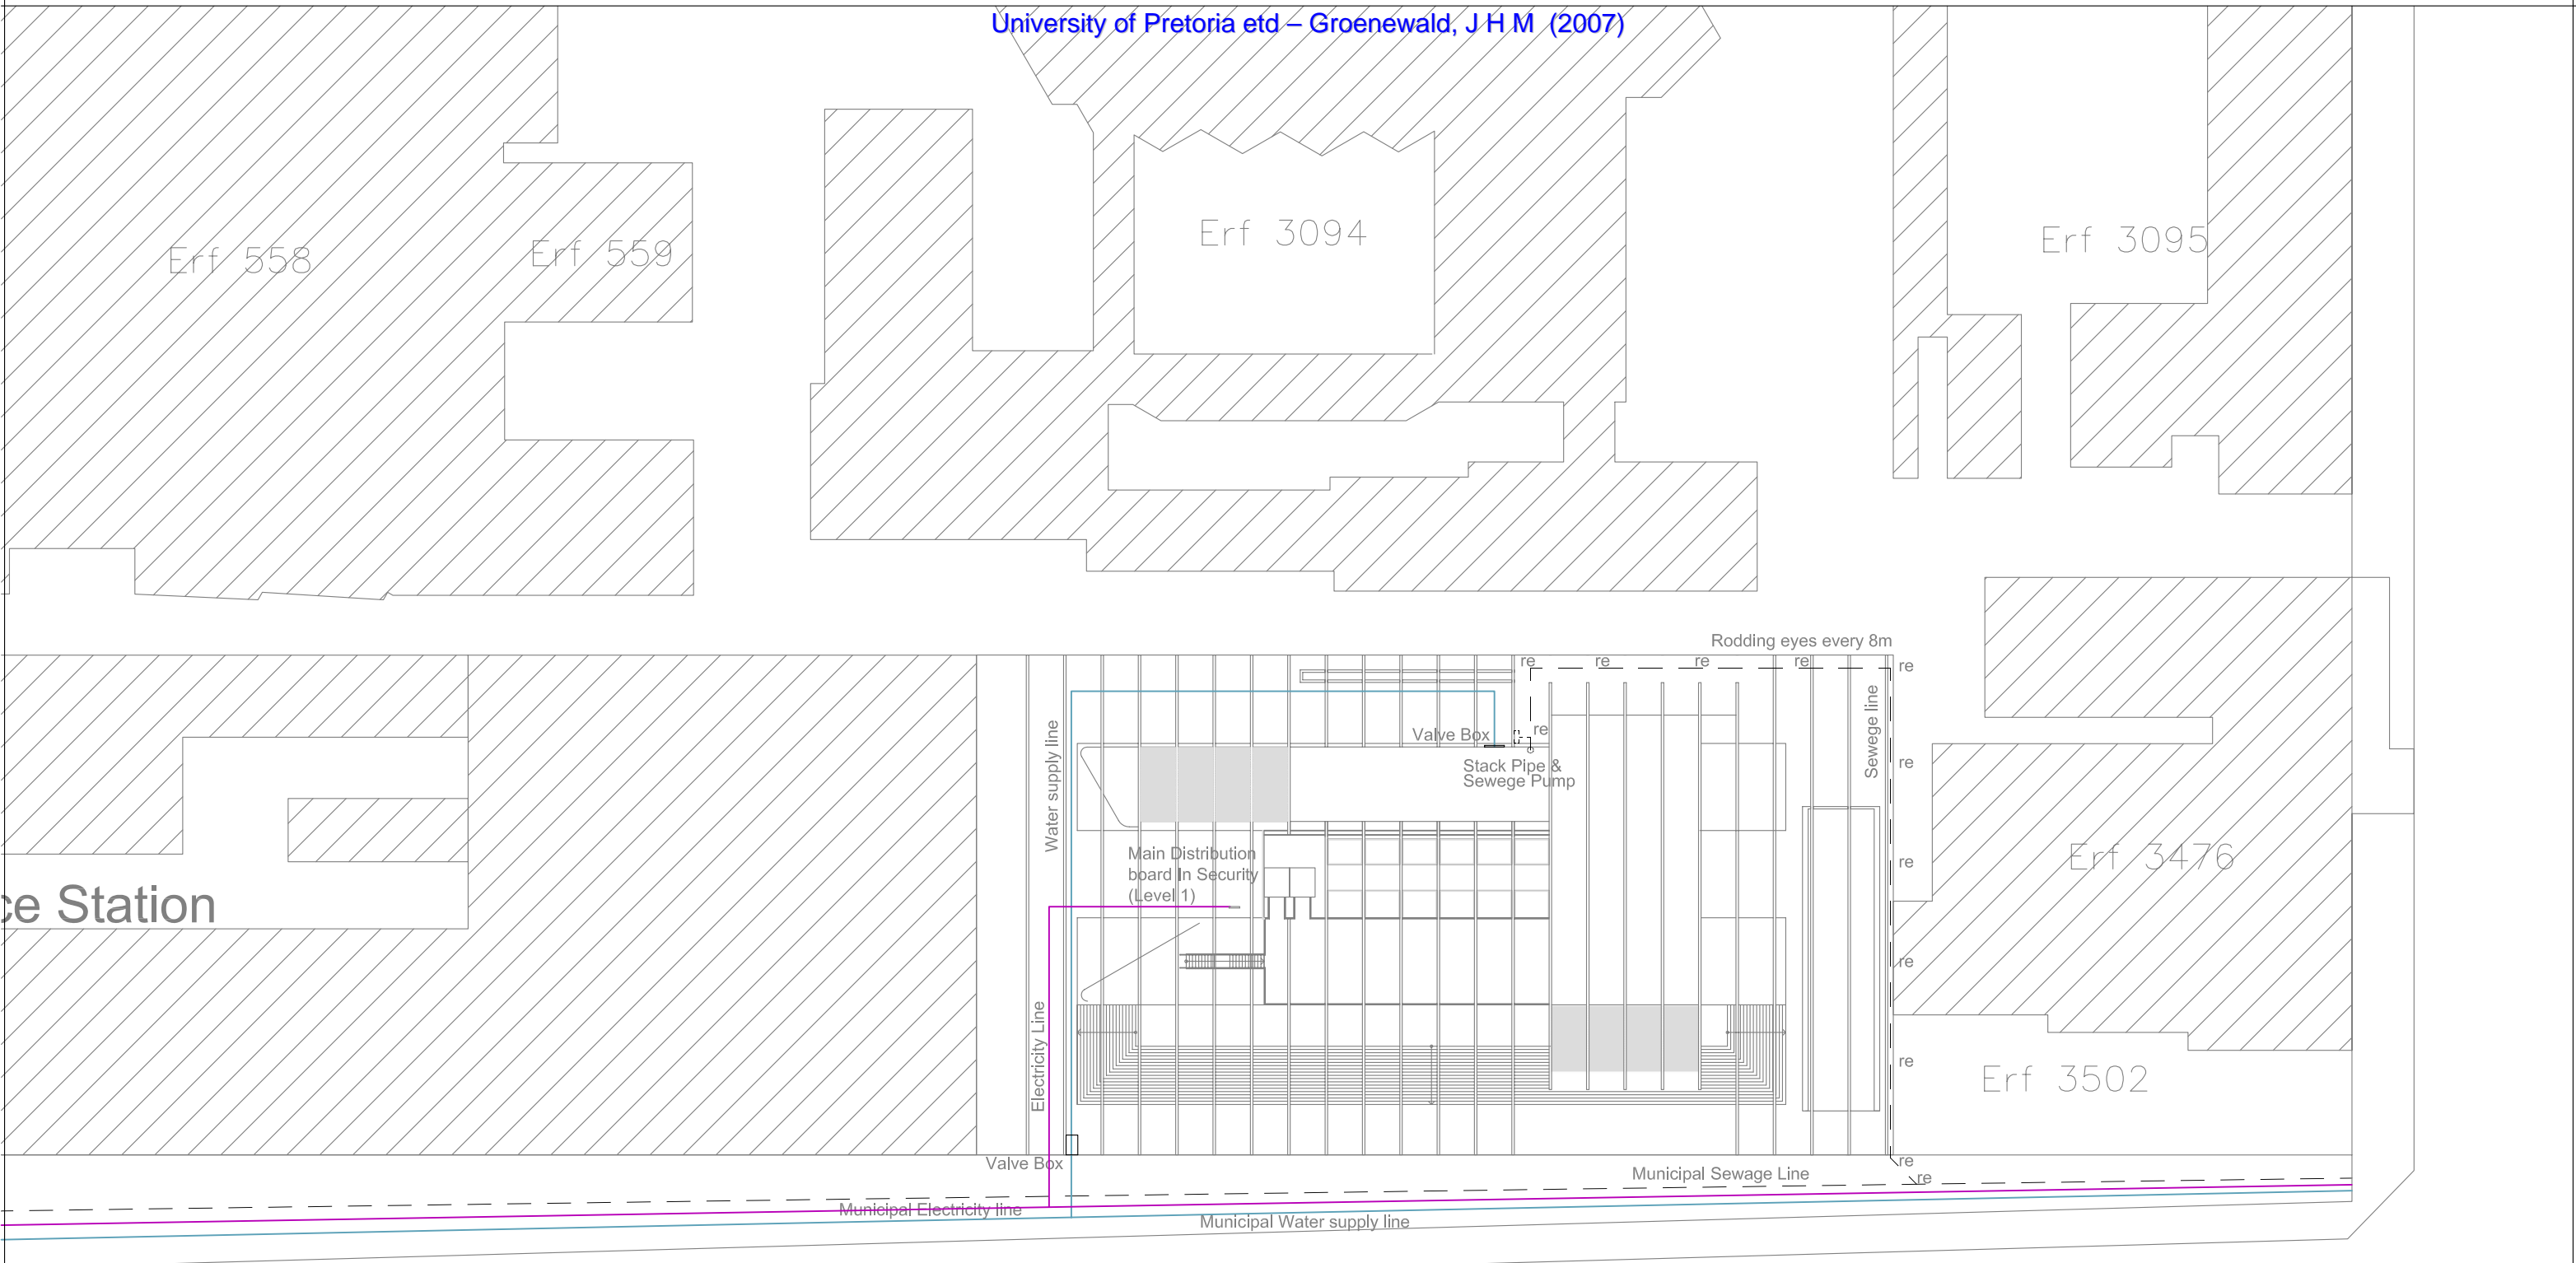 University of Pretoria etd – Groenewald, J H M (2007)
Erf 558
Erf 559
Erf 3094
Erf 3095
Rodding eyes every 8m
re
re
re
re
re
Sewege line
Water supply line
Valve Box
re
Stack Pipe &
Sewege Pump
re
Main Distribution
board In Security
(Level 1)
re
Erf 3476
ce Station
re
Electricity Line
re
Erf 3502
Valve Box
re
Municipal Sewage Line
re
Municipal Electricity line
Municipal Water supply line